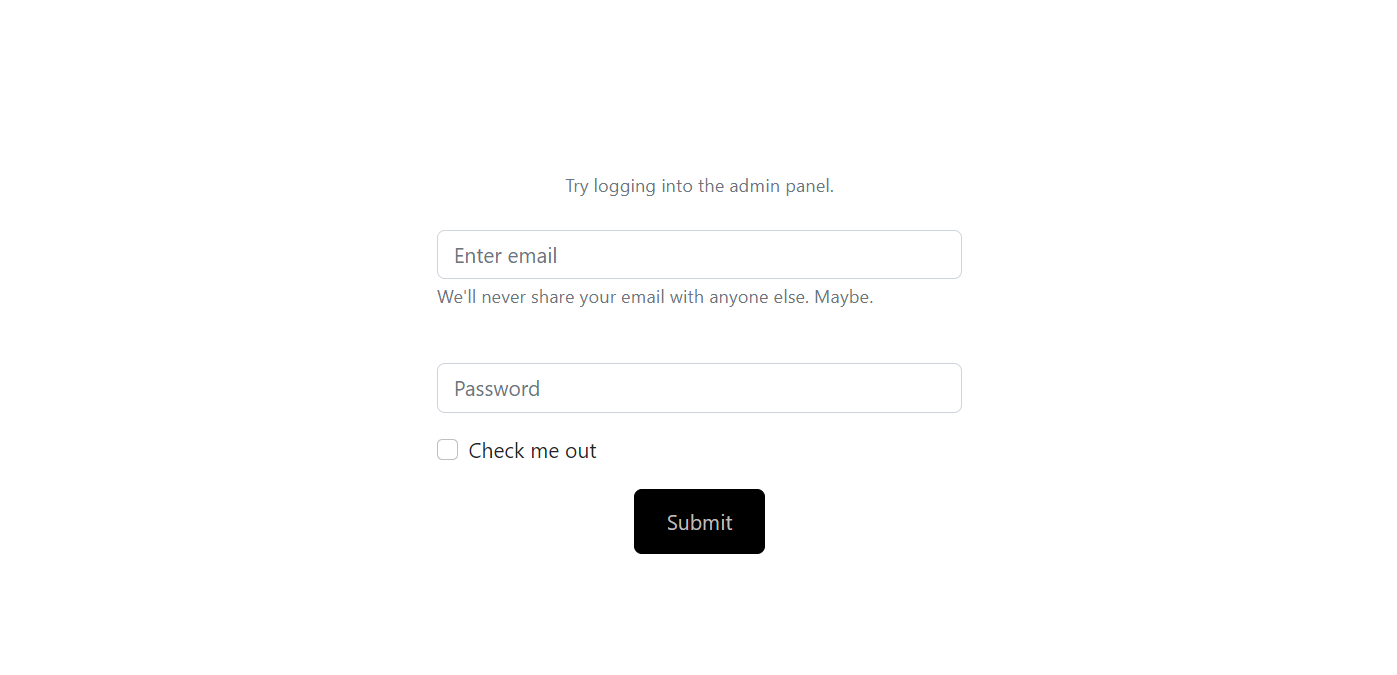 Try logging into the admin panel.
Enter email
We'll never share your email with anyone else. Maybe.
Password
Check me out
Submit